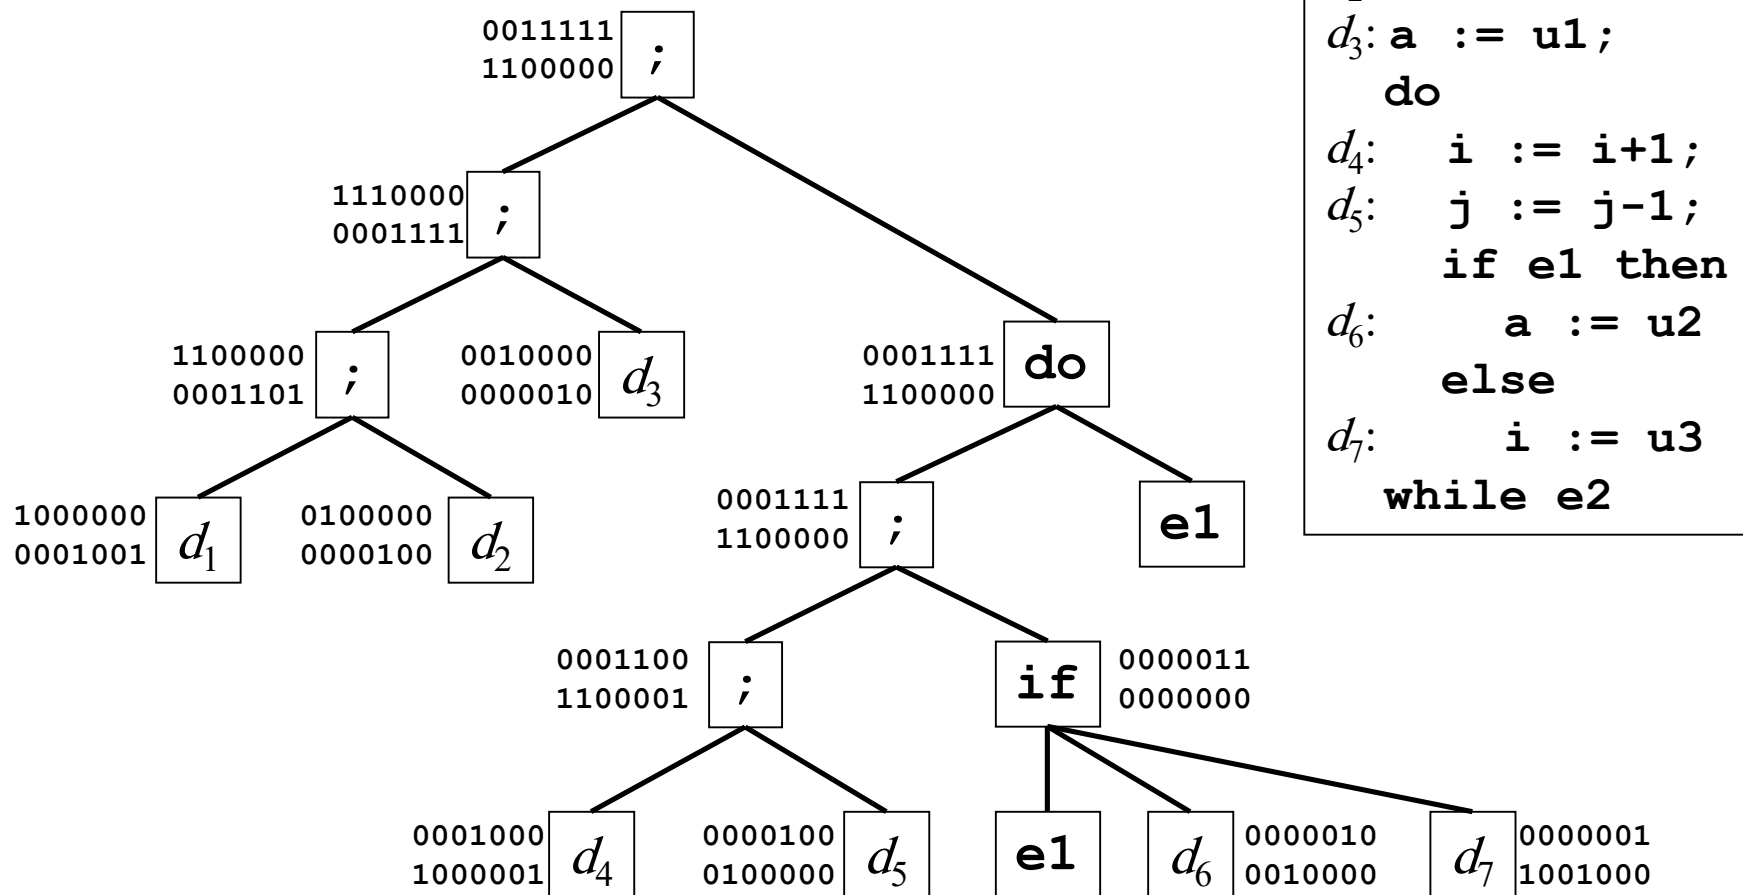 0011111
1100000
;
1110000
0001111
;
1100000
0001101
;
0010000
0000010
d3
0001111
1100000
do
1000000
0001001
d1
0100000
0000100
d2
0001111
1100000
;
e1
0001100
1100001
;
if
0000011
0000000
0001000
1000001
d4
0000100
0100000
d5
e1
d6
0000010
0010000
d7
0000001
1001000
d3: a := u1;
do
d4: i := i+1;
d5: j := j-1;
if e1 then
d6: a := u2
else
d7: i := u3
while e2